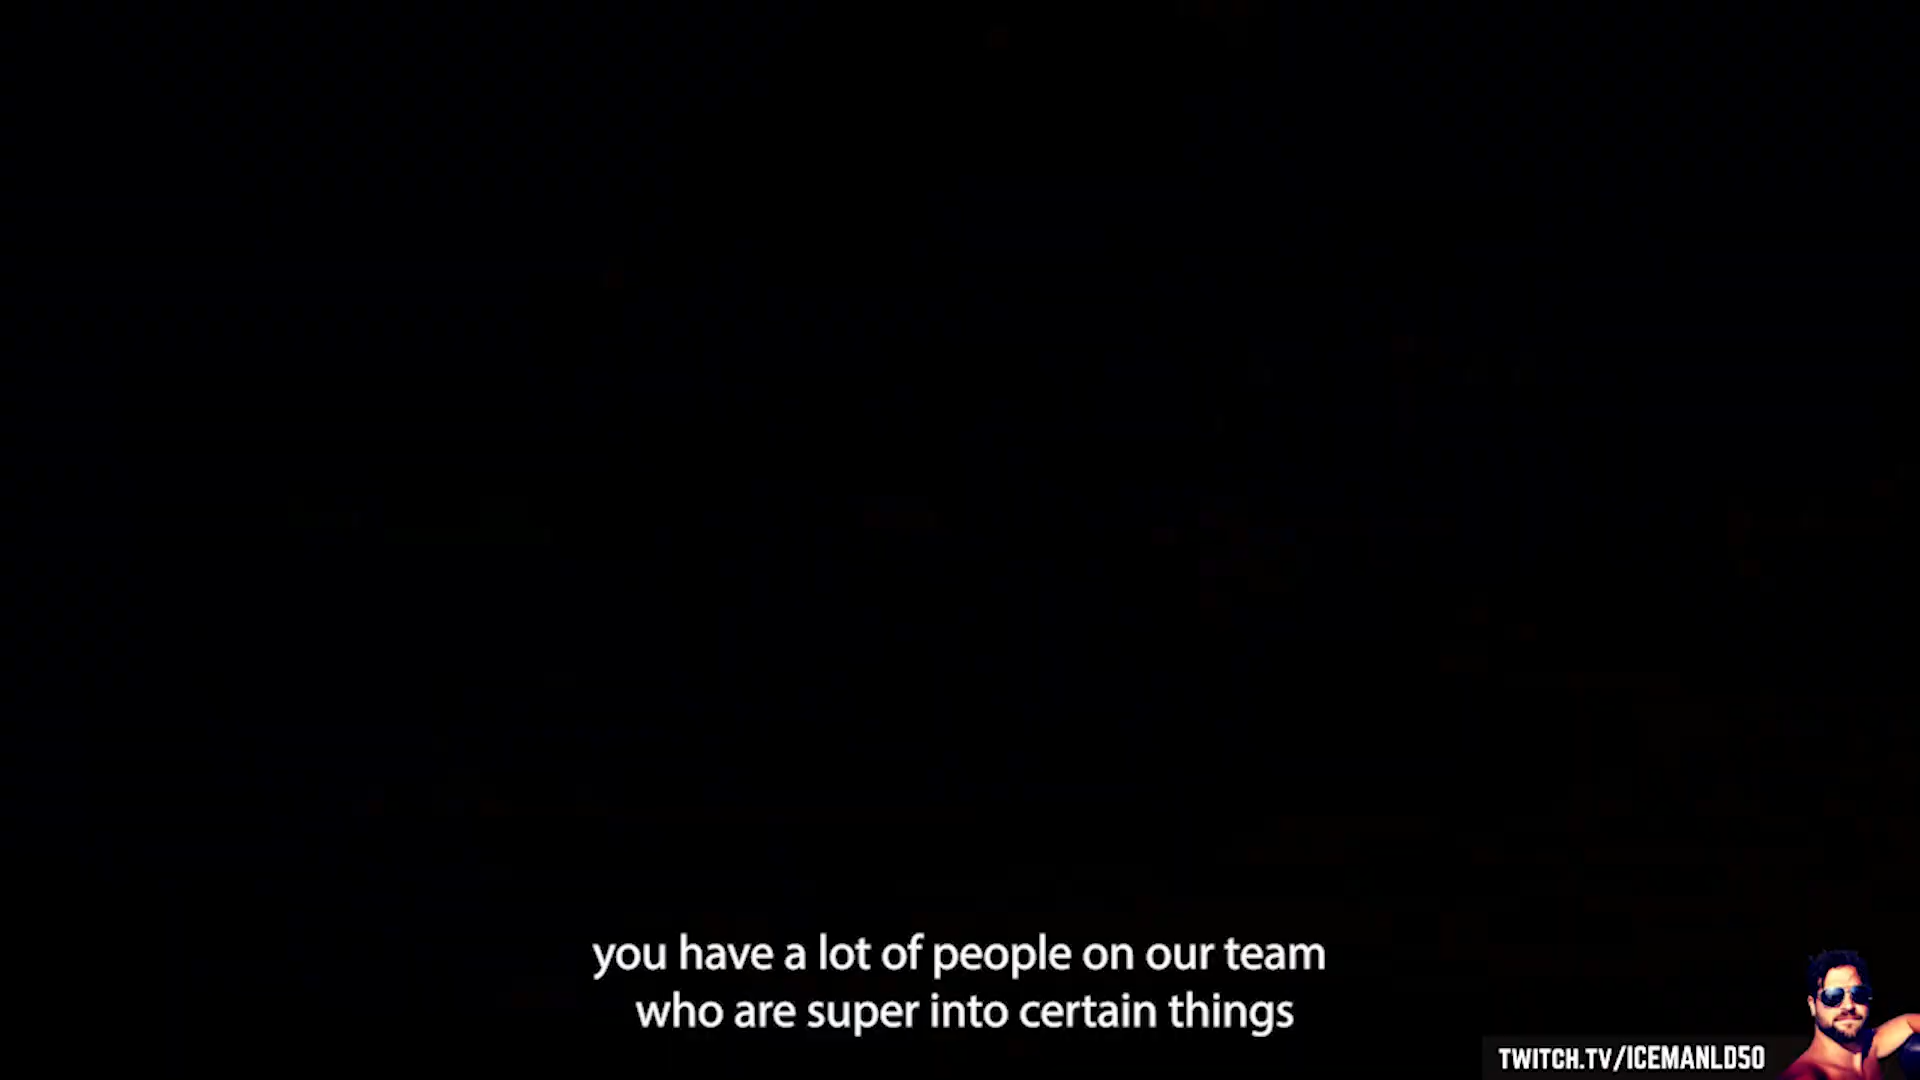 you have a lot of people on our team
who are super into certain things
TWITCH.TV/ICEMANLD50